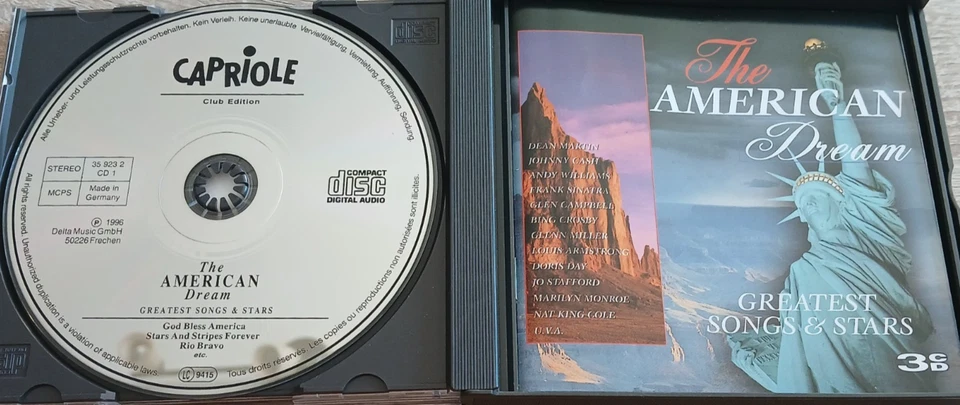 Alle Urheber- und Leistungsschutzrechte vorbehalten. Kein Verleih. Keine unerlaubte Vervielfältigung, Vermietung, Aufführung, Sendung.
CAPRiOLE
Club Edition
STEREO
35 923 2
CD 1
MCPS
Made in
Germany
COMPACT
disc
DIGITAL AUDIO
Ⓟ 1996
Delta Music GmbH
50226 Frechen
The
AMERICAN
Dream
GREATEST SONGS & STARS
God Bless America
Stars And Stripes Forever
Rio Bravo
etc.
LC 9415
All rights reserved. Unauthorized duplication is a violation of applicable laws.
Tous droits reservés. Les copies ou reproductions non autorisées sont illicites.
The
AMERICAN
Dream
DEAN MARTIN
JOHNNY CASH
ANDY WILLIAMS
FRANK SINATRA
GLEN CAMPBELL
BING CROSBY
GLENN MILLER
LOUIS ARMSTRONG
DORIS DAY
JO STAFFORD
MARILYN MONROE
NAT KING COLE
U.V.A.
GREATEST
SONGS & STARS
3 CD